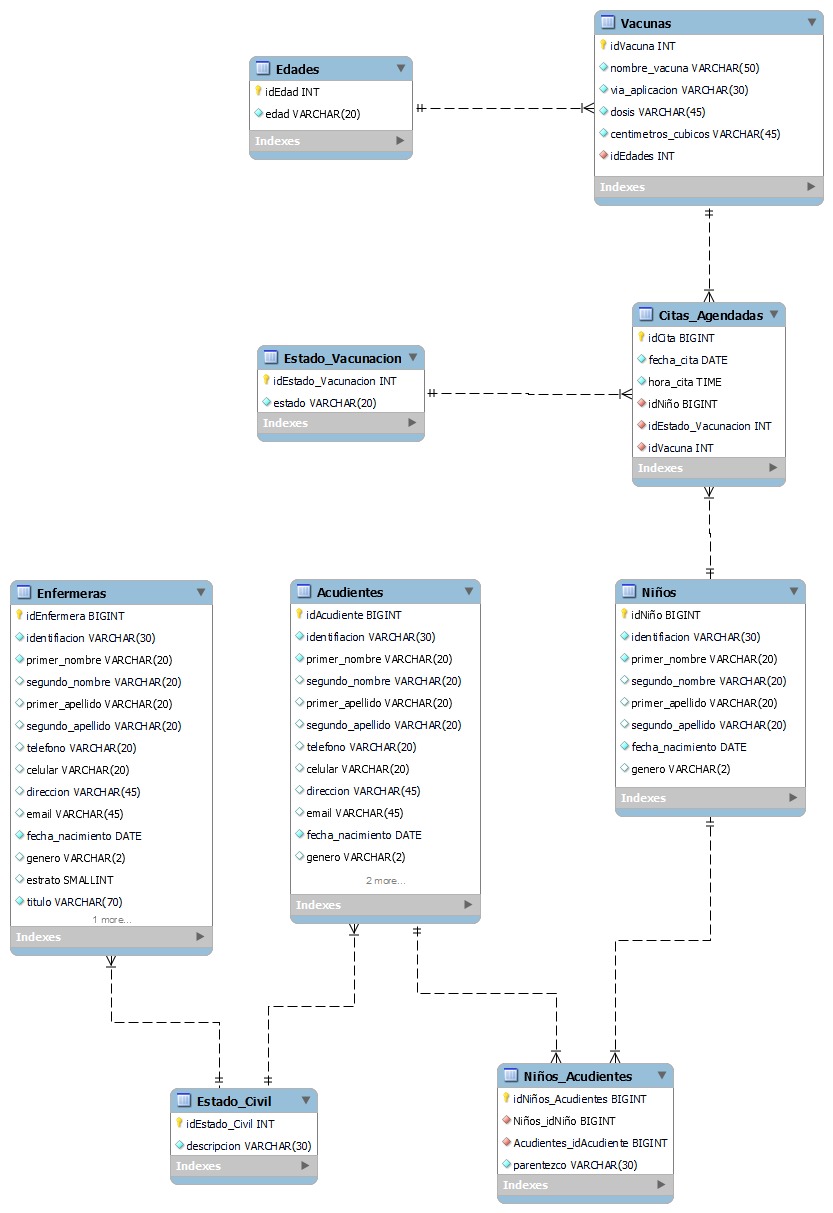 Vacunas
idVacuna INT
nombre_vacuna VARCHAR(50)
via_aplicacion VARCHAR(30)
dosis VARCHAR(45)
centimetros_cubicos VARCHAR(45)
idEdades INT
Indexes
Edades
idEdad INT
edad VARCHAR(20)
Indexes
Citas_Agendadas
idCita BIGINT
fecha_cita DATE
hora_cita TIME
idNiño BIGINT
idEstado_Vacunacion INT
idVacuna INT
Indexes
Estado_Vacunacion
idEstado_Vacunacion INT
estado VARCHAR(20)
Indexes
Enfermeras
idEnfermera BIGINT
identifiacion VARCHAR(30)
primer_nombre VARCHAR(20)
segundo_nombre VARCHAR(20)
primer_apellido VARCHAR(20)
segundo_apellido VARCHAR(20)
telefono VARCHAR(20)
celular VARCHAR(20)
direccion VARCHAR(45)
email VARCHAR(45)
fecha_nacimiento DATE
genero VARCHAR(2)
estrato SMALLINT
titulo VARCHAR(70)
1 more...
Indexes
Acudientes
idAcudiente BIGINT
identifiacion VARCHAR(30)
primer_nombre VARCHAR(20)
segundo_nombre VARCHAR(20)
primer_apellido VARCHAR(20)
segundo_apellido VARCHAR(20)
telefono VARCHAR(20)
celular VARCHAR(20)
direccion VARCHAR(45)
email VARCHAR(45)
fecha_nacimiento DATE
genero VARCHAR(2)
2 more...
Indexes
Niños
idNiño BIGINT
identifiacion VARCHAR(30)
primer_nombre VARCHAR(20)
segundo_nombre VARCHAR(20)
primer_apellido VARCHAR(20)
segundo_apellido VARCHAR(20)
fecha_nacimiento DATE
genero VARCHAR(2)
Indexes
Estado_Civil
idEstado_Civil INT
descripcion VARCHAR(30)
Indexes
Niños_Acudientes
idNiños_Acudientes BIGINT
Niños_idNiño BIGINT
Acudientes_idAcudiente BIGINT
parentezco VARCHAR(30)
Indexes